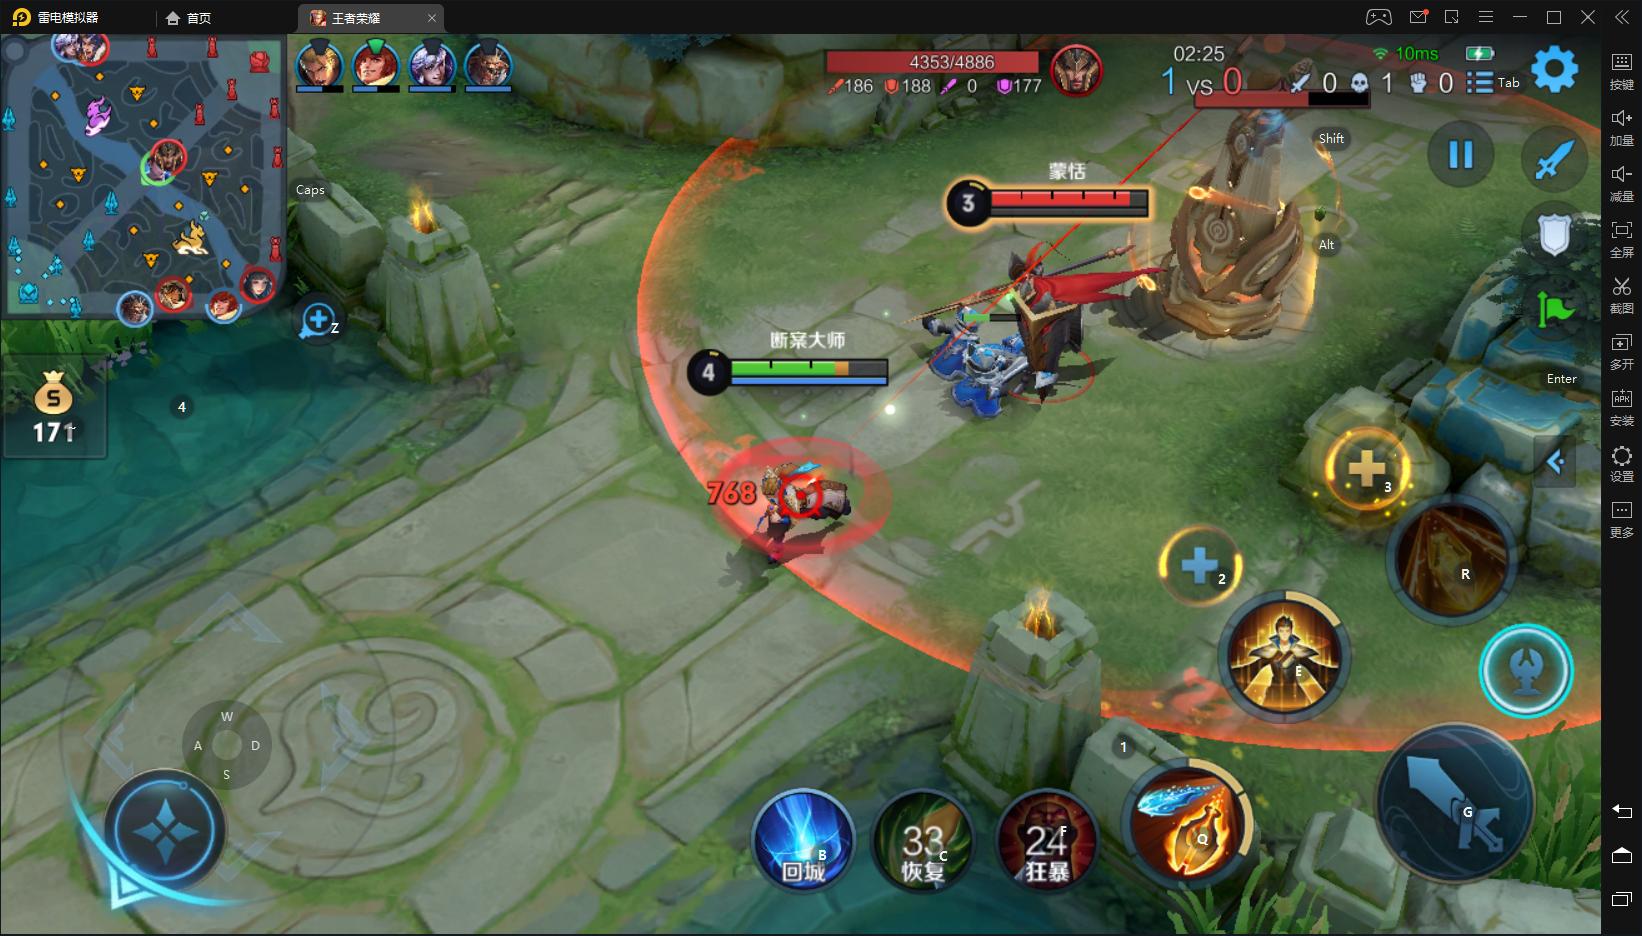 雷电模拟器
首页
王者荣耀
4353/4886
186
188
0
177
02:25
10ms
1 VS 0
0
1
0
Tab
Shift
Caps
蒙恬
3
Alt
Z
断案大师
4
Enter
171
4
3
768
2
R
E
W
A
D
S
1
G
Q
B
回城
33
C
恢复
24
F
狂暴
按键
加量
减量
全屏
截图
多开
APK
安装
设置
更多